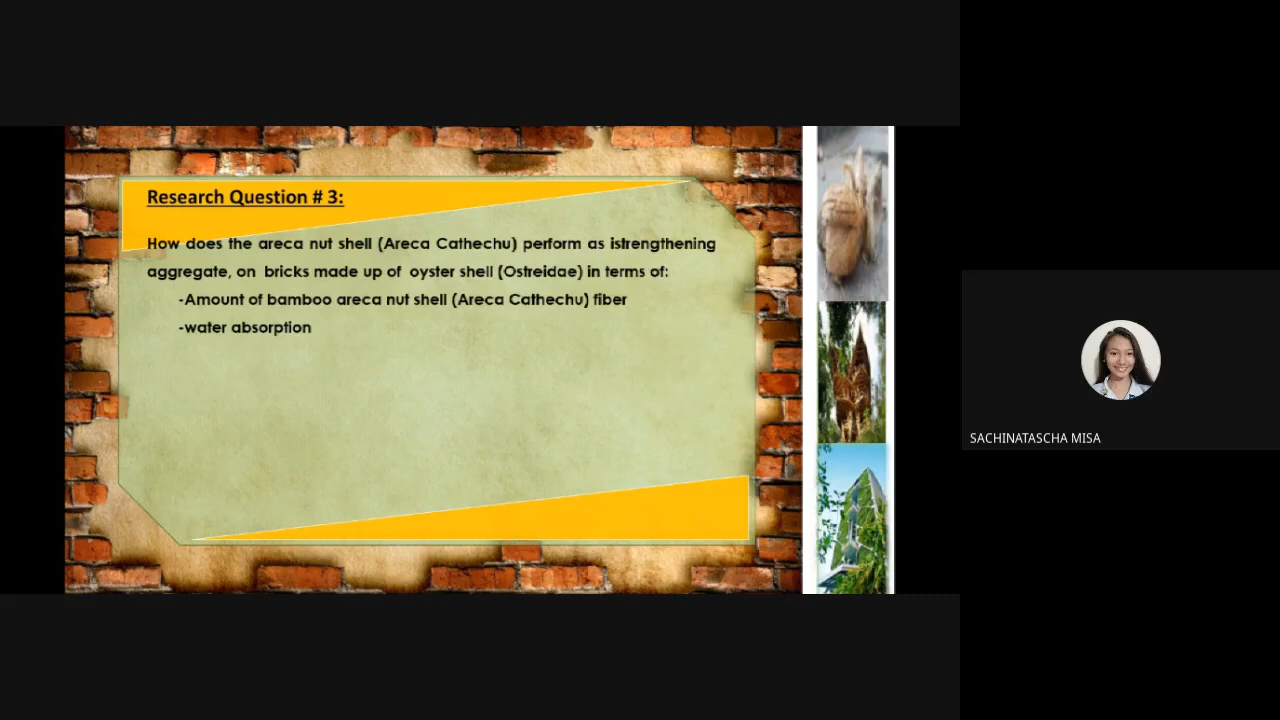 Research Question # 3:
How does the areca nut shell (Areca Cathechu) perform as istrengthening
aggregate, on bricks made up of oyster shell (Ostreidae) in terms of:
-Amount of bamboo areca nut shell (Areca Cathechu) fiber
-water absorption
SACHINATASCHA MISA